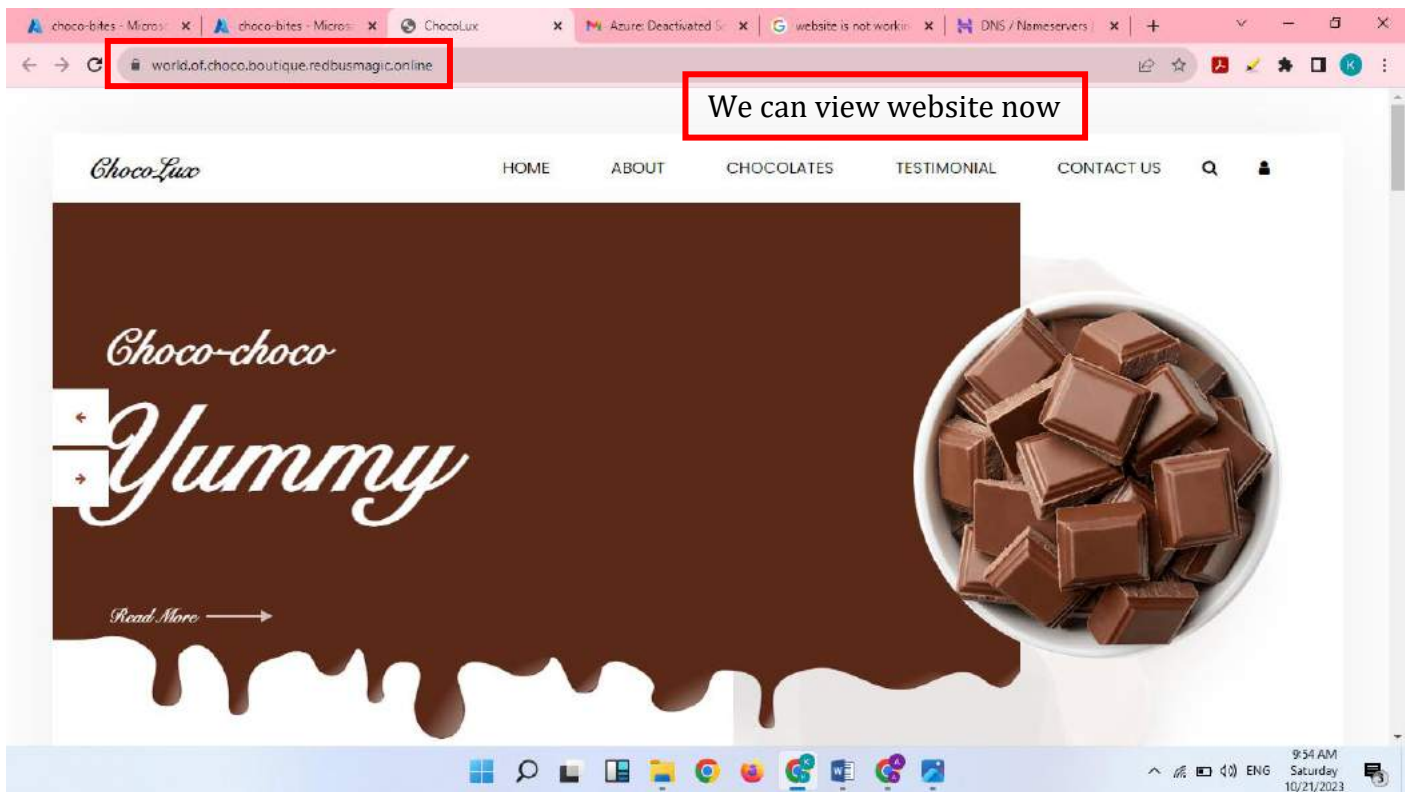 choco-bites - Micros
choco-bites - Micros
ChocoLux
Azure: Deactivated S
website is not workin
DNS / Nameservers |
world.of.choco.boutique.redbusmagic.online
K
We can view website now
ChocoLux
HOME
ABOUT
CHOCOLATES
TESTIMONIAL
CONTACT US
Choco-choco
Yummy
Read More
ENG
9:54 AM
Saturday
10/21/2023
3